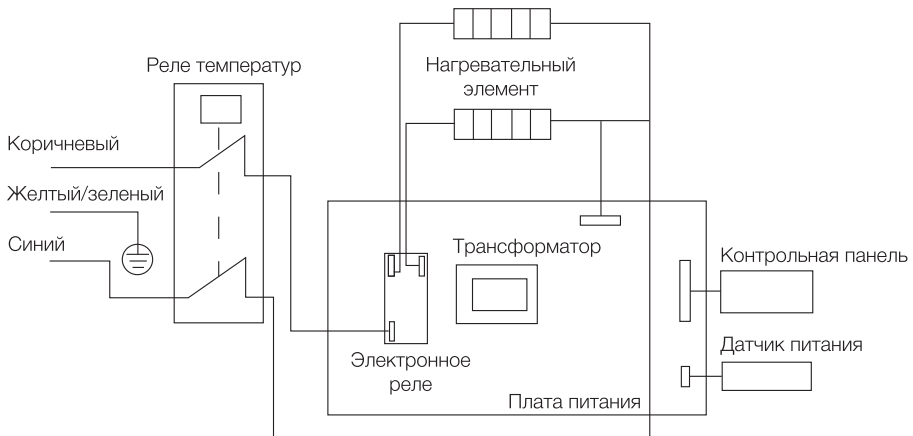 Реле температур
Нагревательный
элемент
Коричневый
Желтый/зеленый
Синий
Трансформатор
Контрольная панель
Электронное
реле
Датчик питания
Плата питания